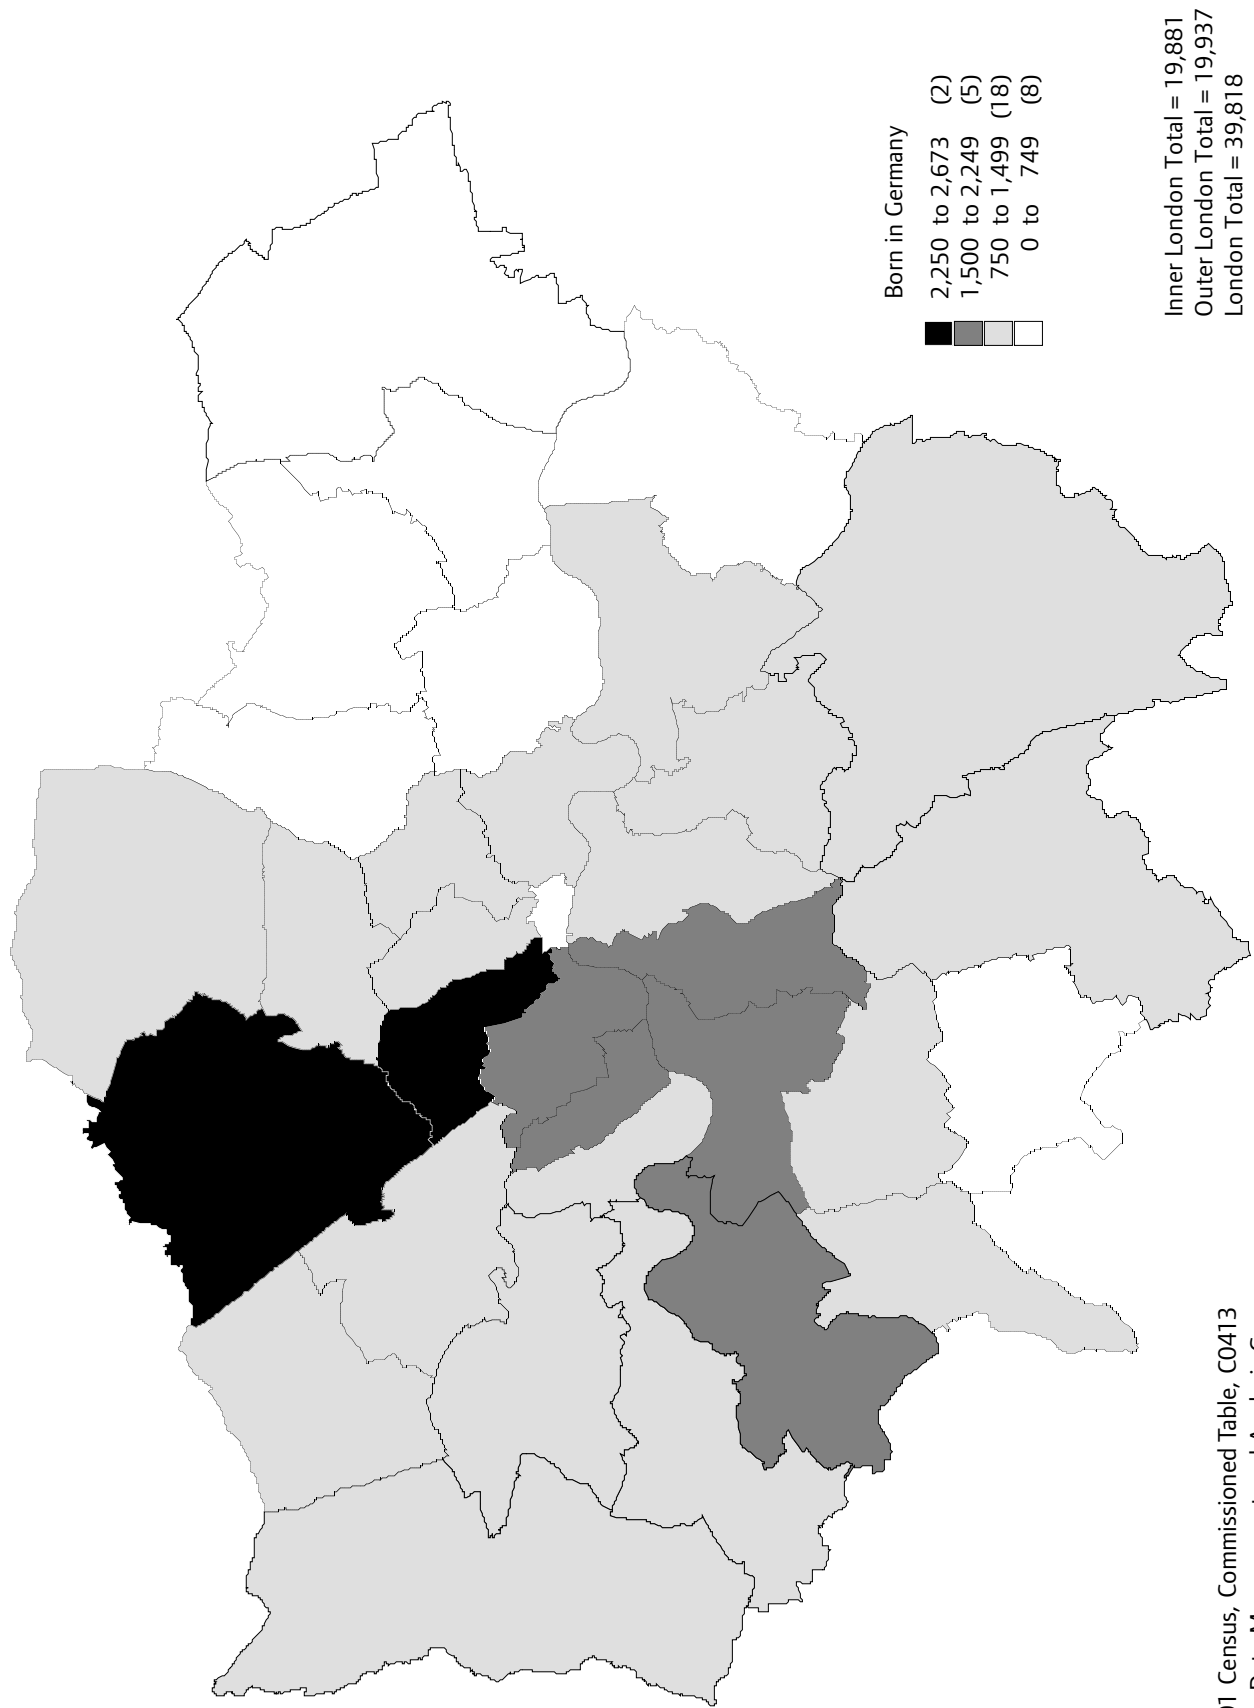 Born in Germany
2,250 to 2,673 (2)
1,500 to 2,249 (5)
750 to 1,499 (18)
0 to 749 (8)
Inner London Total = 19,881
Outer London Total = 19,937
London Total = 39,818
Census, Commissioned Table, C0413